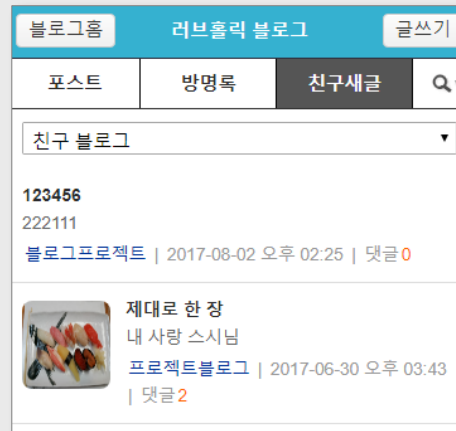 블로그홈 러브홀릭 블로그 글쓰기
포스트 방명록 친구새글
친구 블로그
123456
222111
블로그프로젝트 | 2017-08-02 오후 02:25 | 댓글0
제대로 한 장
내 사랑 스시님
프로젝트블로그 | 2017-06-30 오후 03:43
| 댓글2